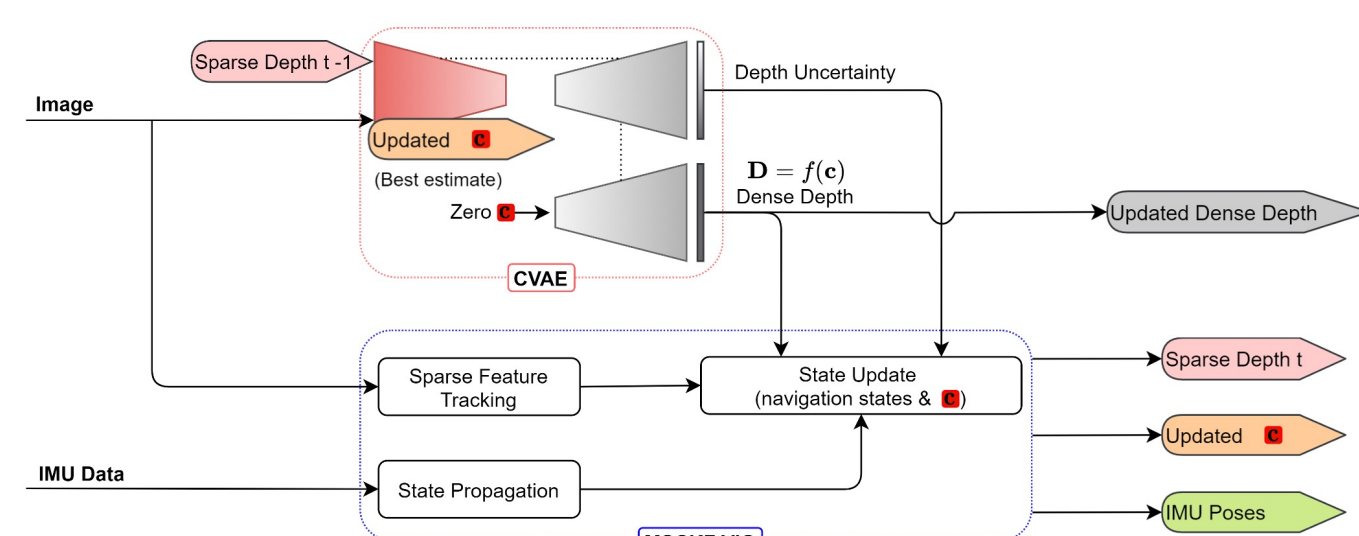 Sparse Depth t -1
Image
Updated c
(Best estimate)
Zero c
CVAE
Depth Uncertainty
D = f(c)
Dense Depth
Updated Dense Depth
Sparse Feature
Tracking
State Update
(navigation states & c)
IMU Data
State Propagation
Sparse Depth t
Updated c
IMU Poses